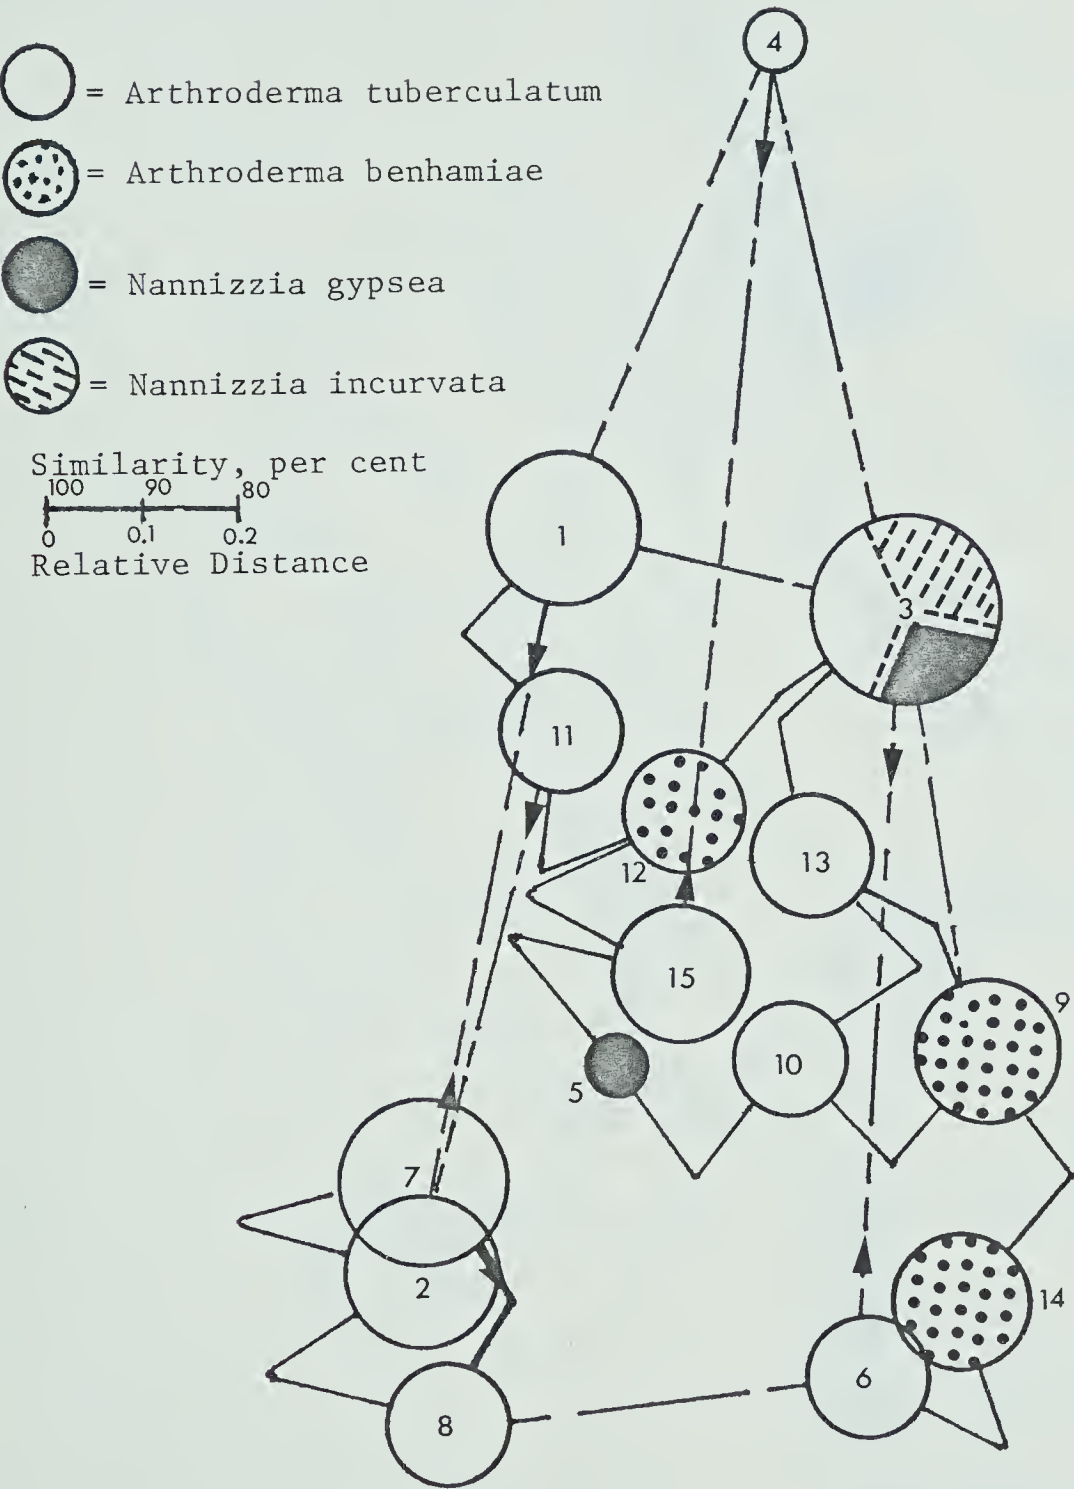 = Arthroderma tuberculatum
= Arthroderma benhamiae
= Nannizzia gypsea
= Nannizzia incurvata
Similarity, per cent
100 90 80
0 0.1 0.2
Relative Distance
4
1
3
11
12
13
15
9
5
10
7
2
14
6
8